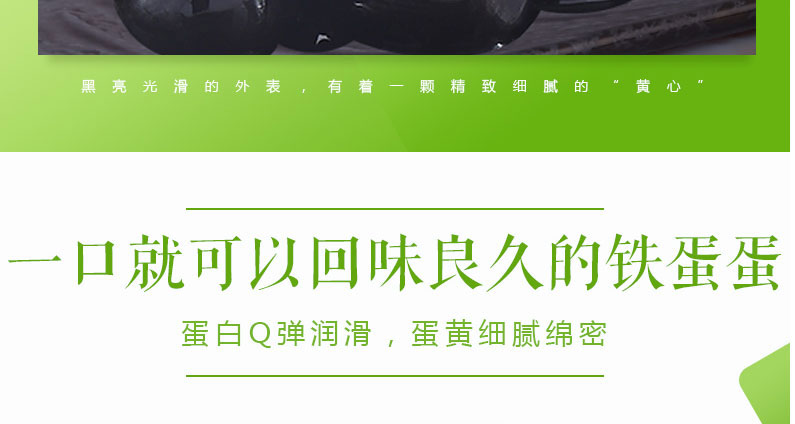 黑亮光滑的外表，有着一颗精致细腻的“黄心”
一口就可以回味良久的铁蛋蛋
蛋白Q弹润滑，蛋黄细腻绵密